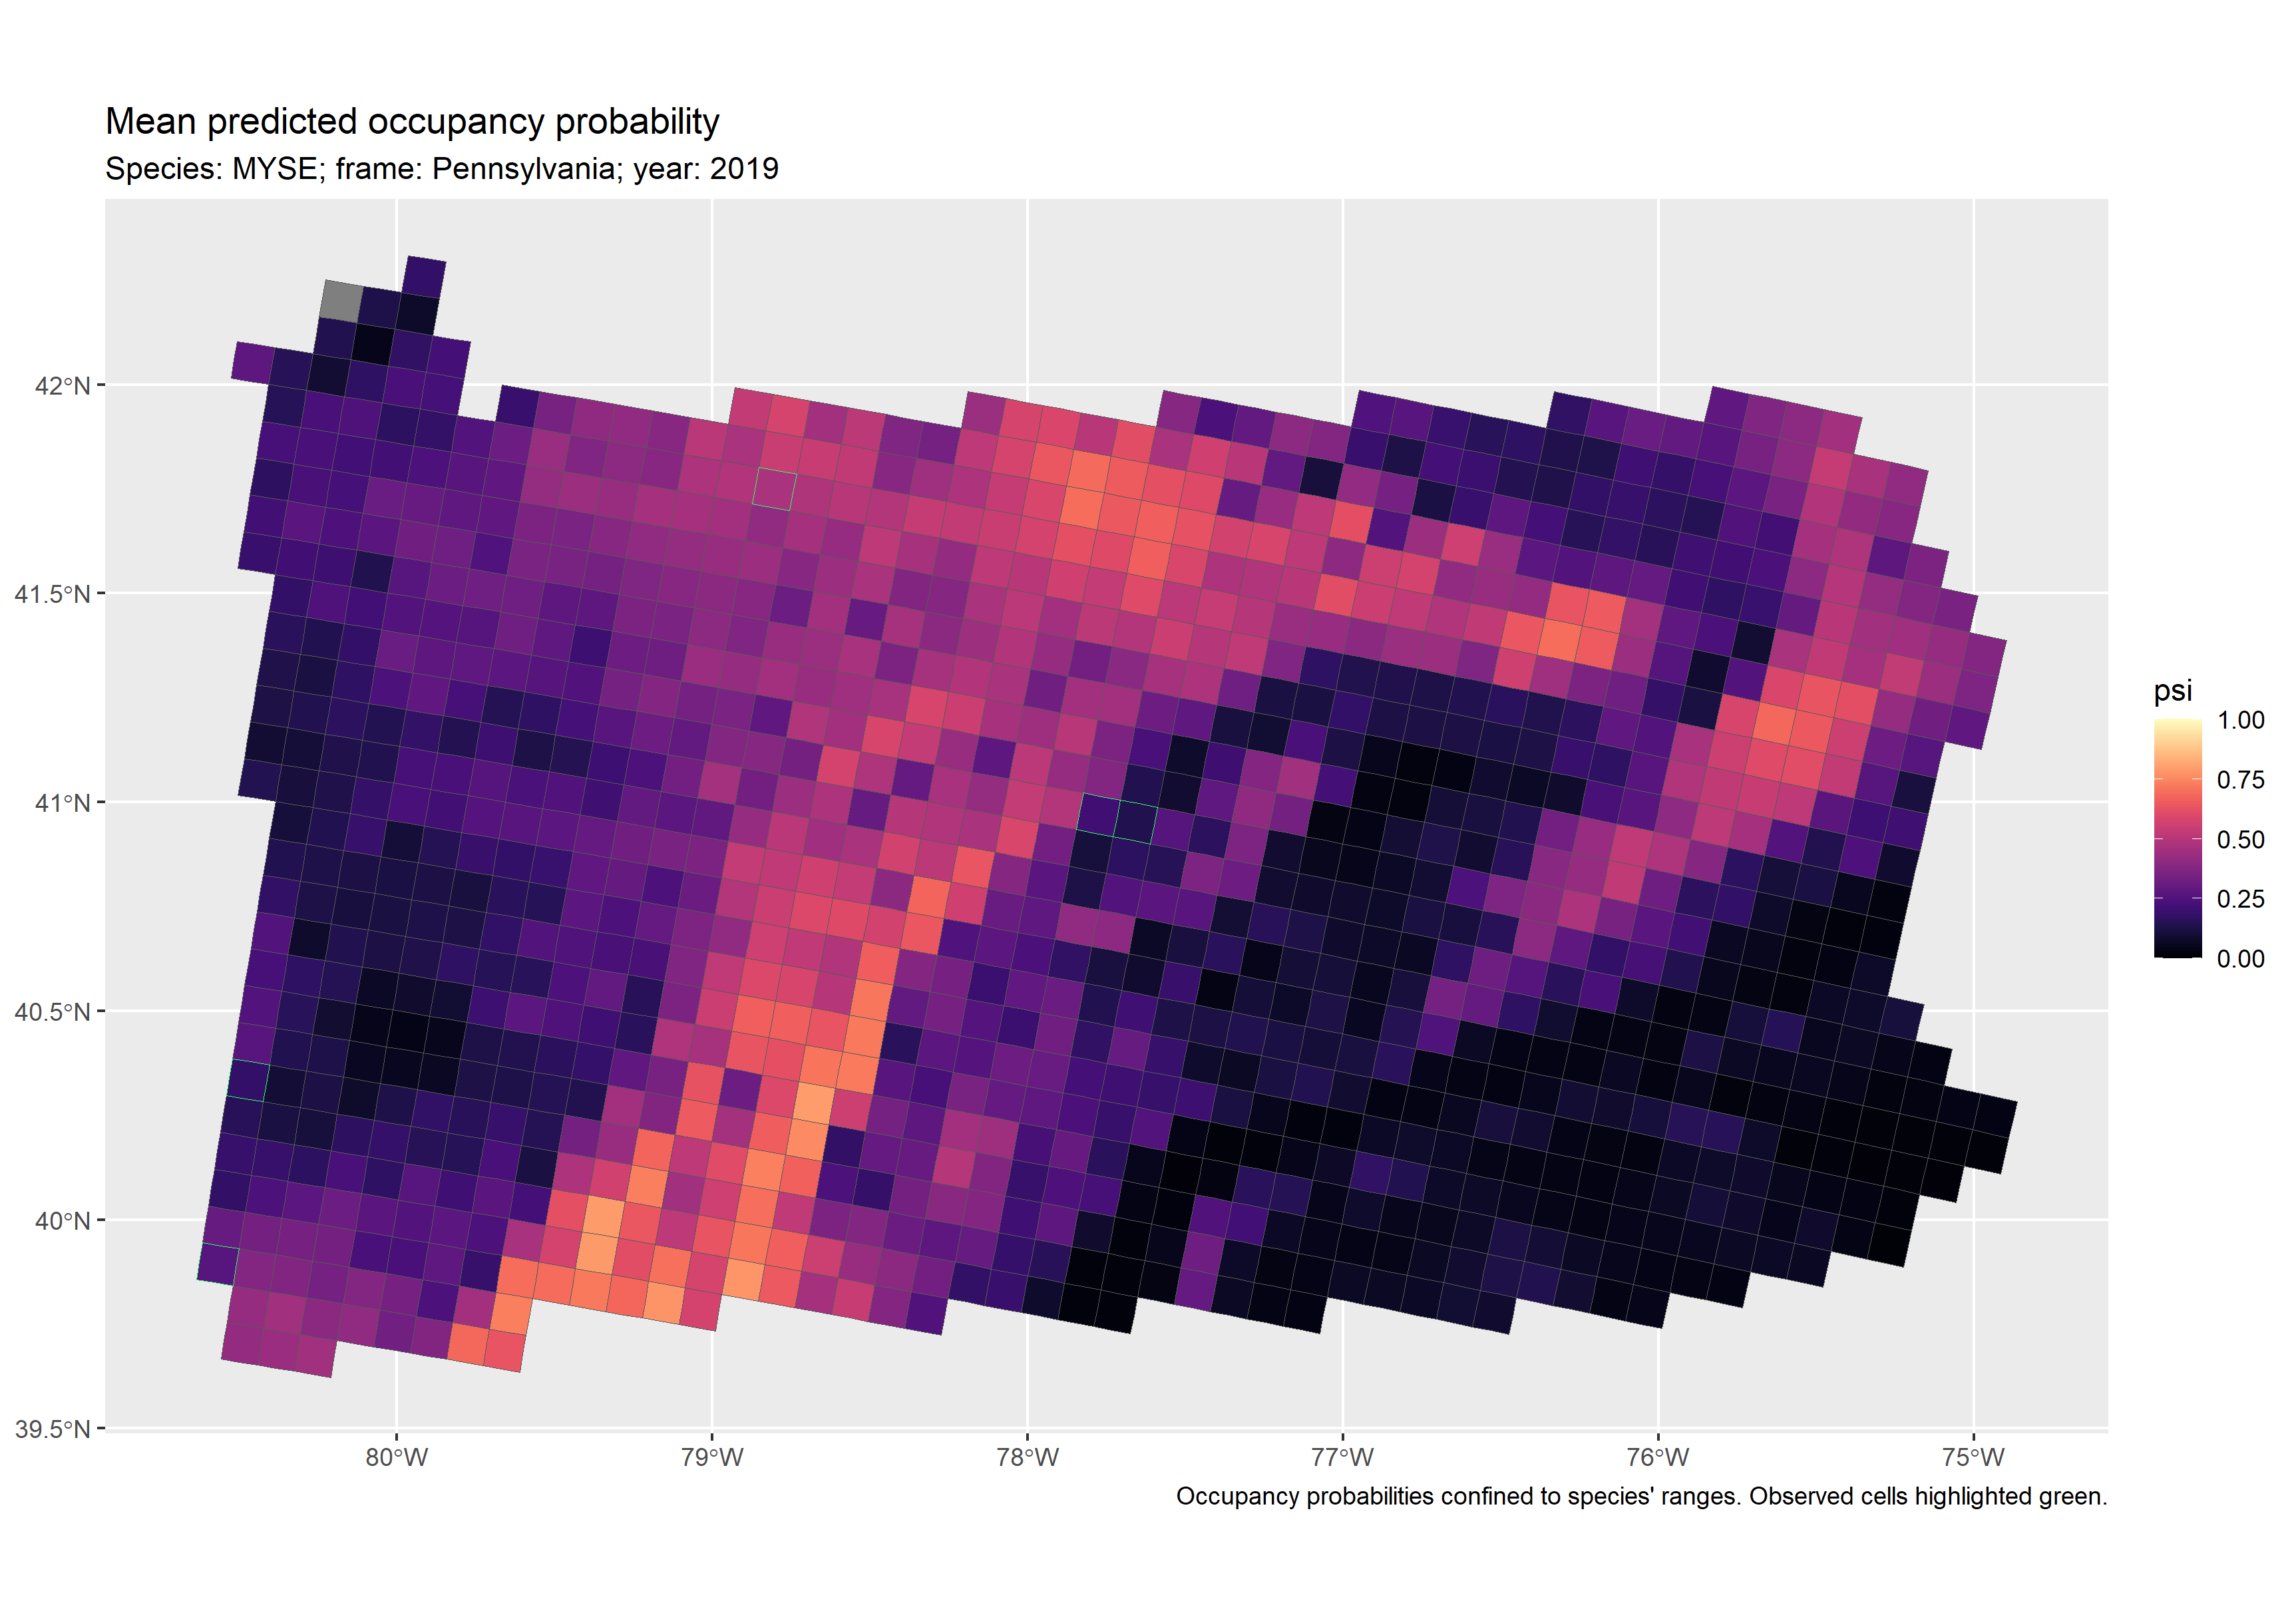 Mean predicted occupancy probability
Species: MYSE; frame: Pennsylvania; year: 2019
42°N
41.5°N
41°N
40.5°N
40°N
39.5°N
80°W
79°W
78°W
77°W
76°W
75°W
psi
1.00
0.75
0.50
0.25
0.00
Occupancy probabilities confined to species' ranges. Observed cells highlighted green.